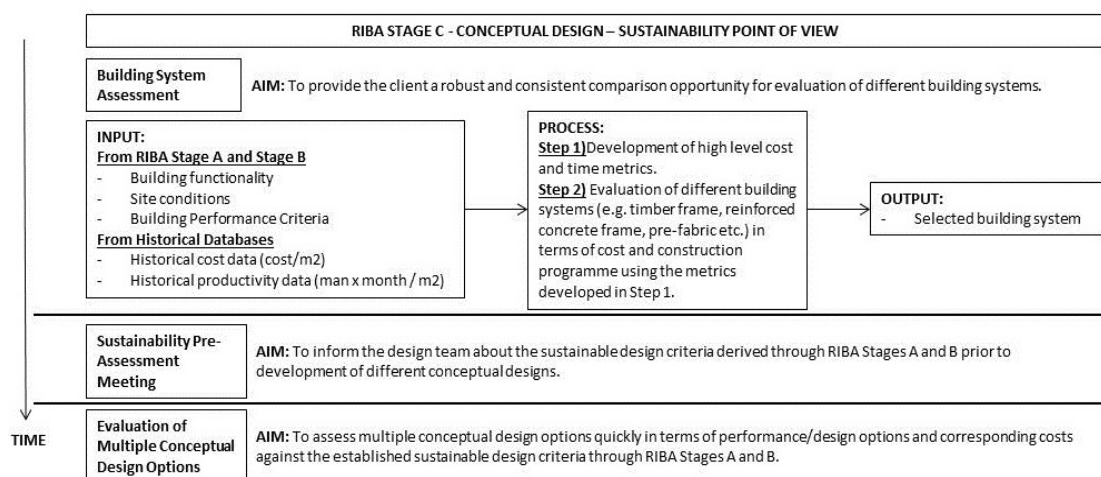 RIBA STAGE C - CONCEPTUAL DESIGN – SUSTAINABILITY POINT OF VIEW
Building System
Assessment
AIM: To provide the client a robust and consistent comparison opportunity for evaluation of different building systems.
INPUT:
From RIBA Stage A and Stage B
- Building functionality
- Site conditions
- Building Performance Criteria
From Historical Databases
- Historical cost data (cost/m2)
- Historical productivity data (man x month / m2)
PROCESS:
Step 1)Development of high level cost
and time metrics.
Step 2) Evaluation of different building
systems (e.g. timber frame, reinforced
concrete frame, pre-fabric etc.) in
terms of cost and construction
programme using the metrics
developed in Step 1.
OUTPUT:
- Selected building system
Sustainability Pre-
Assessment
Meeting
AIM: To inform the design team about the sustainable design criteria derived through RIBA Stages A and B prior to
development of different conceptual designs.
TIME
Evaluation of
Multiple Conceptual
Design Options
AIM: To assess multiple conceptual design options quickly in terms of performance/design options and corresponding costs
against the established sustainable design criteria through RIBA Stages A and B.